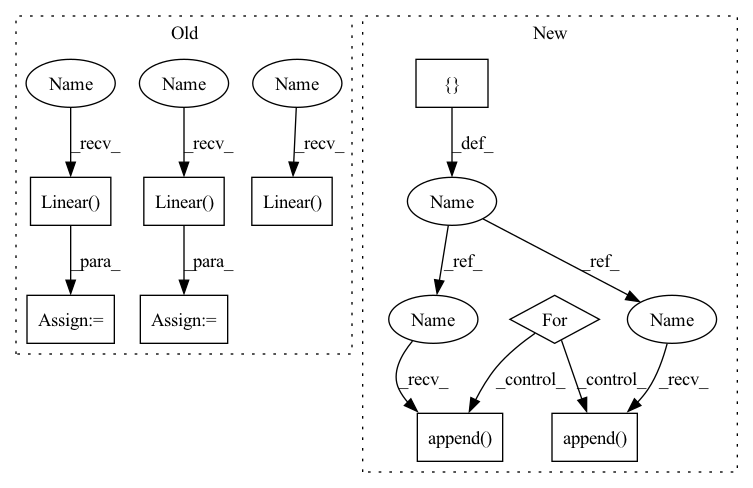 Old
New
Name
Name
Name
{}
_recv_
_recv_
_recv_
_def_
Linear()
Linear()
Linear()
Name
_para_
_para_
_ref_
_ref_
Assign:=
Assign:=
Name
For
Name
_recv_
_control_
_control_
_recv_
append()
append()